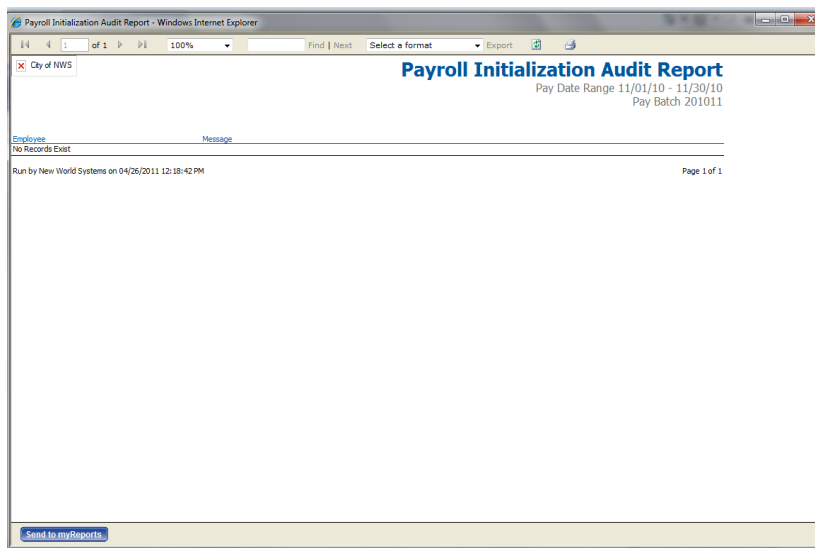 Payroll Initialization Audit Report - Windows Internet Explorer
1 of 1 100% Find | Next Select a format Export
City of NWS
Payroll Initialization Audit Report
Pay Date Range 11/01/10 - 11/30/10
Pay Batch 201011
Employee Message
No Records Exist
Run by New World Systems on 04/26/2011 12:18:42 PM Page 1 of 1
Send to myReports